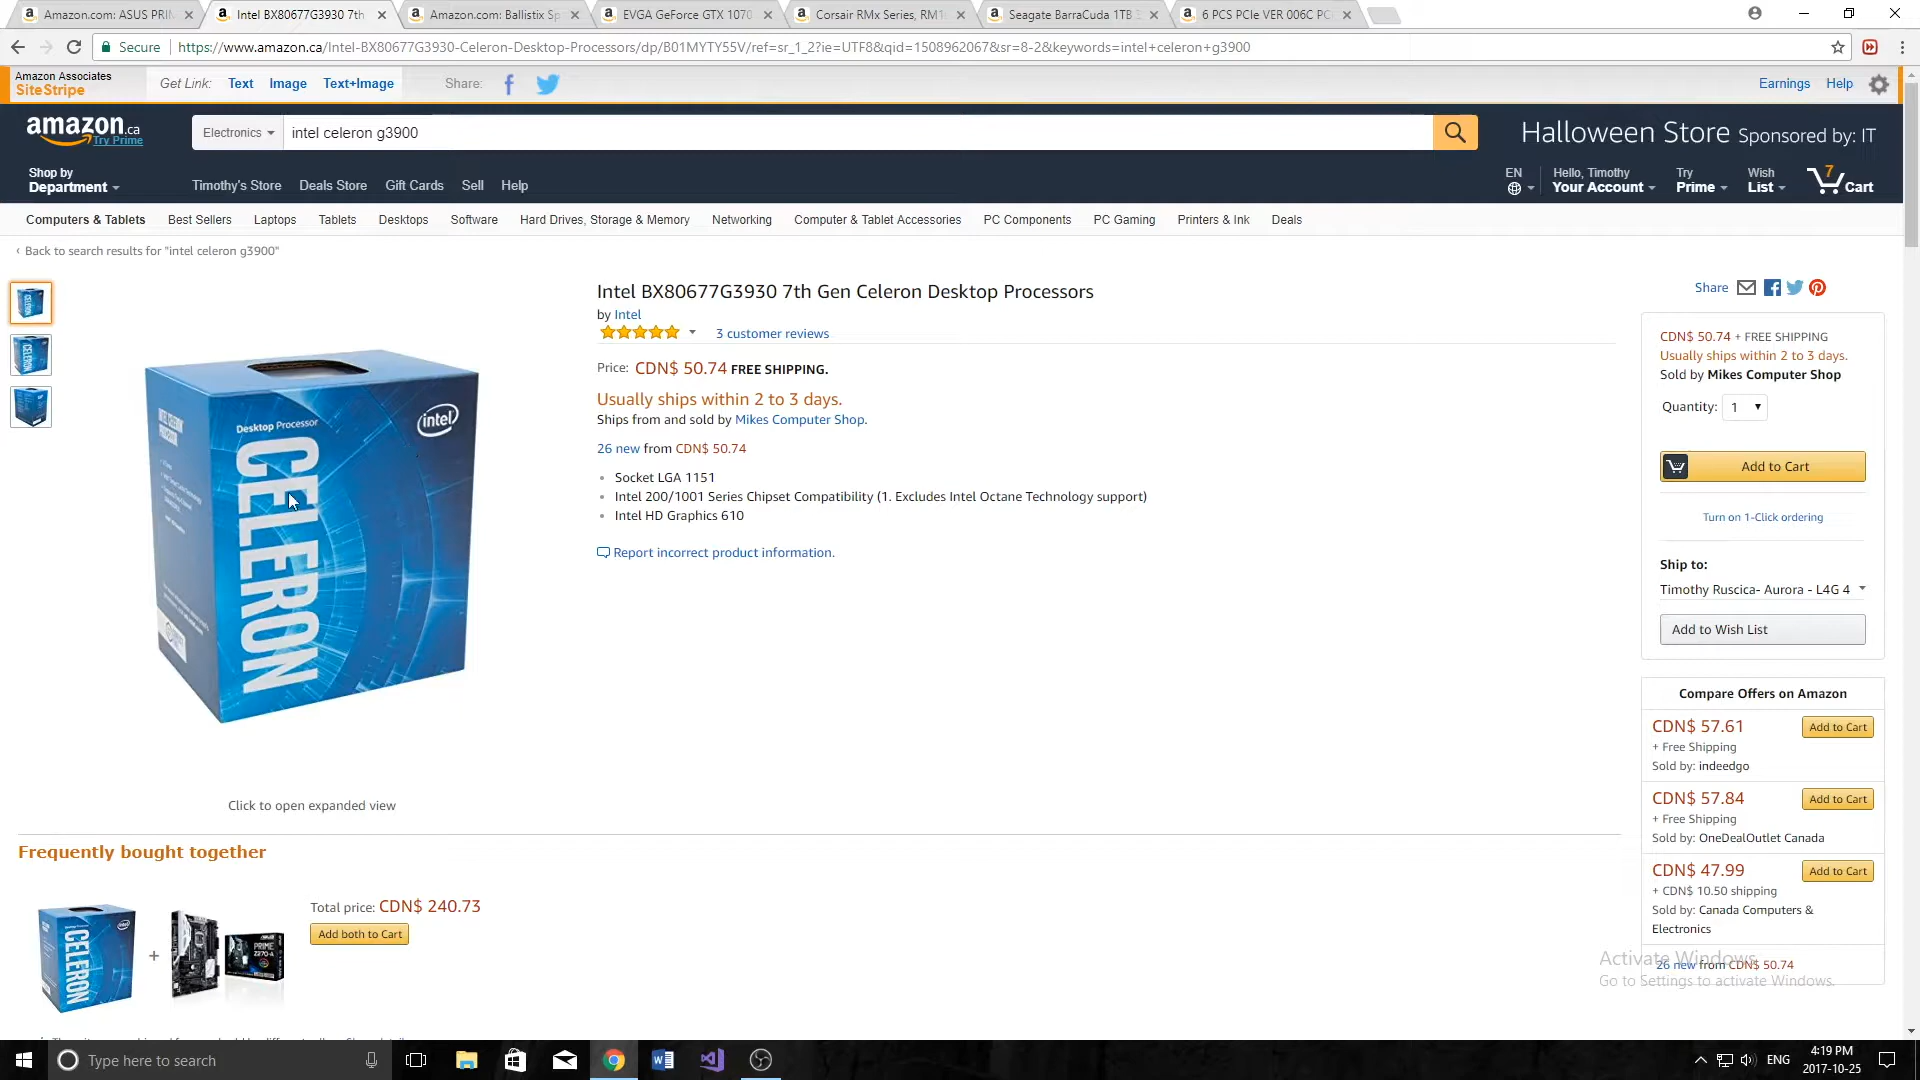 Amazon.com: ASUS PRI
Intel BX80677G3930 7th
Amazon.com: Ballistix Sp
EVGA GeForce GTX 1070
Corsair RMx Series, RM1
Seagate BarraCuda 1TB
6 PCS PCIe VER 006C PC
Secure
https://www.amazon.ca/Intel-BX80677G3930-Celeron-Desktop-Processors/dp/B01MYTY55V/ref=sr_1_2?ie=UTF8&qid=1508962067&sr=8-2&keywords=intel+celeron+g3900
Amazon Associates
SiteStripe
Get Link: Text Image Text+Image
Share:
Earnings Help
amazon.ca
Try Prime
Electronics
intel celeron g3900
Halloween Store Sponsored by: IT
Shop by
Department
Timothy's Store Deals Store Gift Cards Sell Help
EN
Hello, Timothy
Your Account
Try
Prime
Wish
List
7
Cart
Computers & Tablets Best Sellers Laptops Tablets Desktops Software Hard Drives, Storage & Memory Networking Computer & Tablet Accessories PC Components PC Gaming Printers & Ink Deals
‹ Back to search results for "intel celeron g3900"
Intel BX80677G3930 7th Gen Celeron Desktop Processors
by Intel
3 customer reviews
Price: CDN$ 50.74 FREE SHIPPING.
Usually ships within 2 to 3 days.
Ships from and sold by Mikes Computer Shop.
26 new from CDN$ 50.74
• Socket LGA 1151
• Intel 200/1001 Series Chipset Compatibility (1. Excludes Intel Octane Technology support)
• Intel HD Graphics 610
Report incorrect product information.
Desktop Processor
CELERON
intel
Click to open expanded view
Share
CDN$ 50.74 + FREE SHIPPING
Usually ships within 2 to 3 days.
Sold by Mikes Computer Shop
Quantity: 1
Add to Cart
Turn on 1-Click ordering
Ship to:
Timothy Ruscica- Aurora - L4G 4
Add to Wish List
Compare Offers on Amazon
CDN$ 57.61
Add to Cart
+ Free Shipping
Sold by: indeedgo
CDN$ 57.84
Add to Cart
+ Free Shipping
Sold by: OneDealOutlet Canada
CDN$ 47.99
Add to Cart
+ CDN$ 10.50 shipping
Sold by: Canada Computers &
Electronics
26 new from CDN$ 50.74
Activate Windows
Go to Settings to activate Windows.
Frequently bought together
CELERON
+
PRIME
Z270-A
Total price: CDN$ 240.73
Add both to Cart
Type here to search
ENG
4:19 PM
2017-10-25